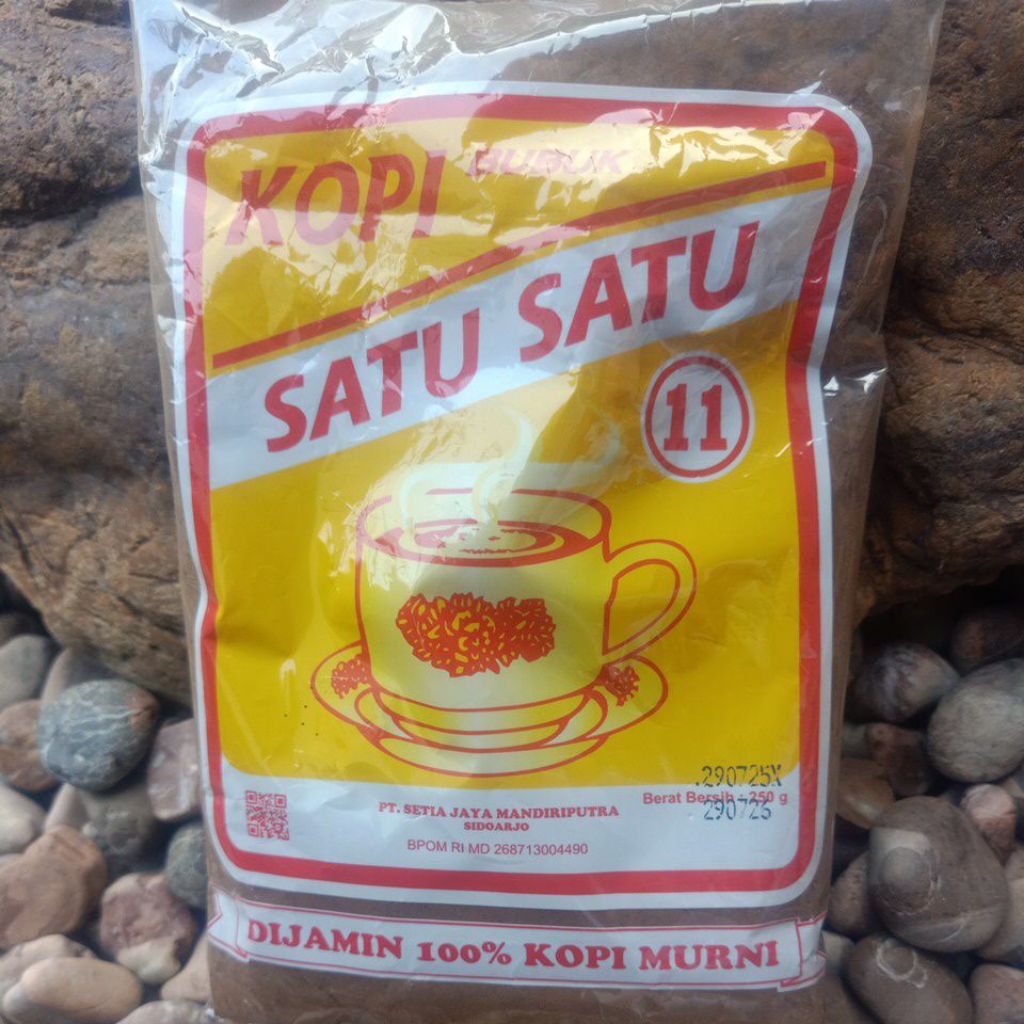 KOPI BUBUK
SATU SATU
11
.290725X
Berat Bersih : 250 g
290726
PT. SETIA JAYA MANDIRIPUTRA
SIDOARJO
BPOM RI MD 268713004490
DIJAMIN 100% KOPI MURNI